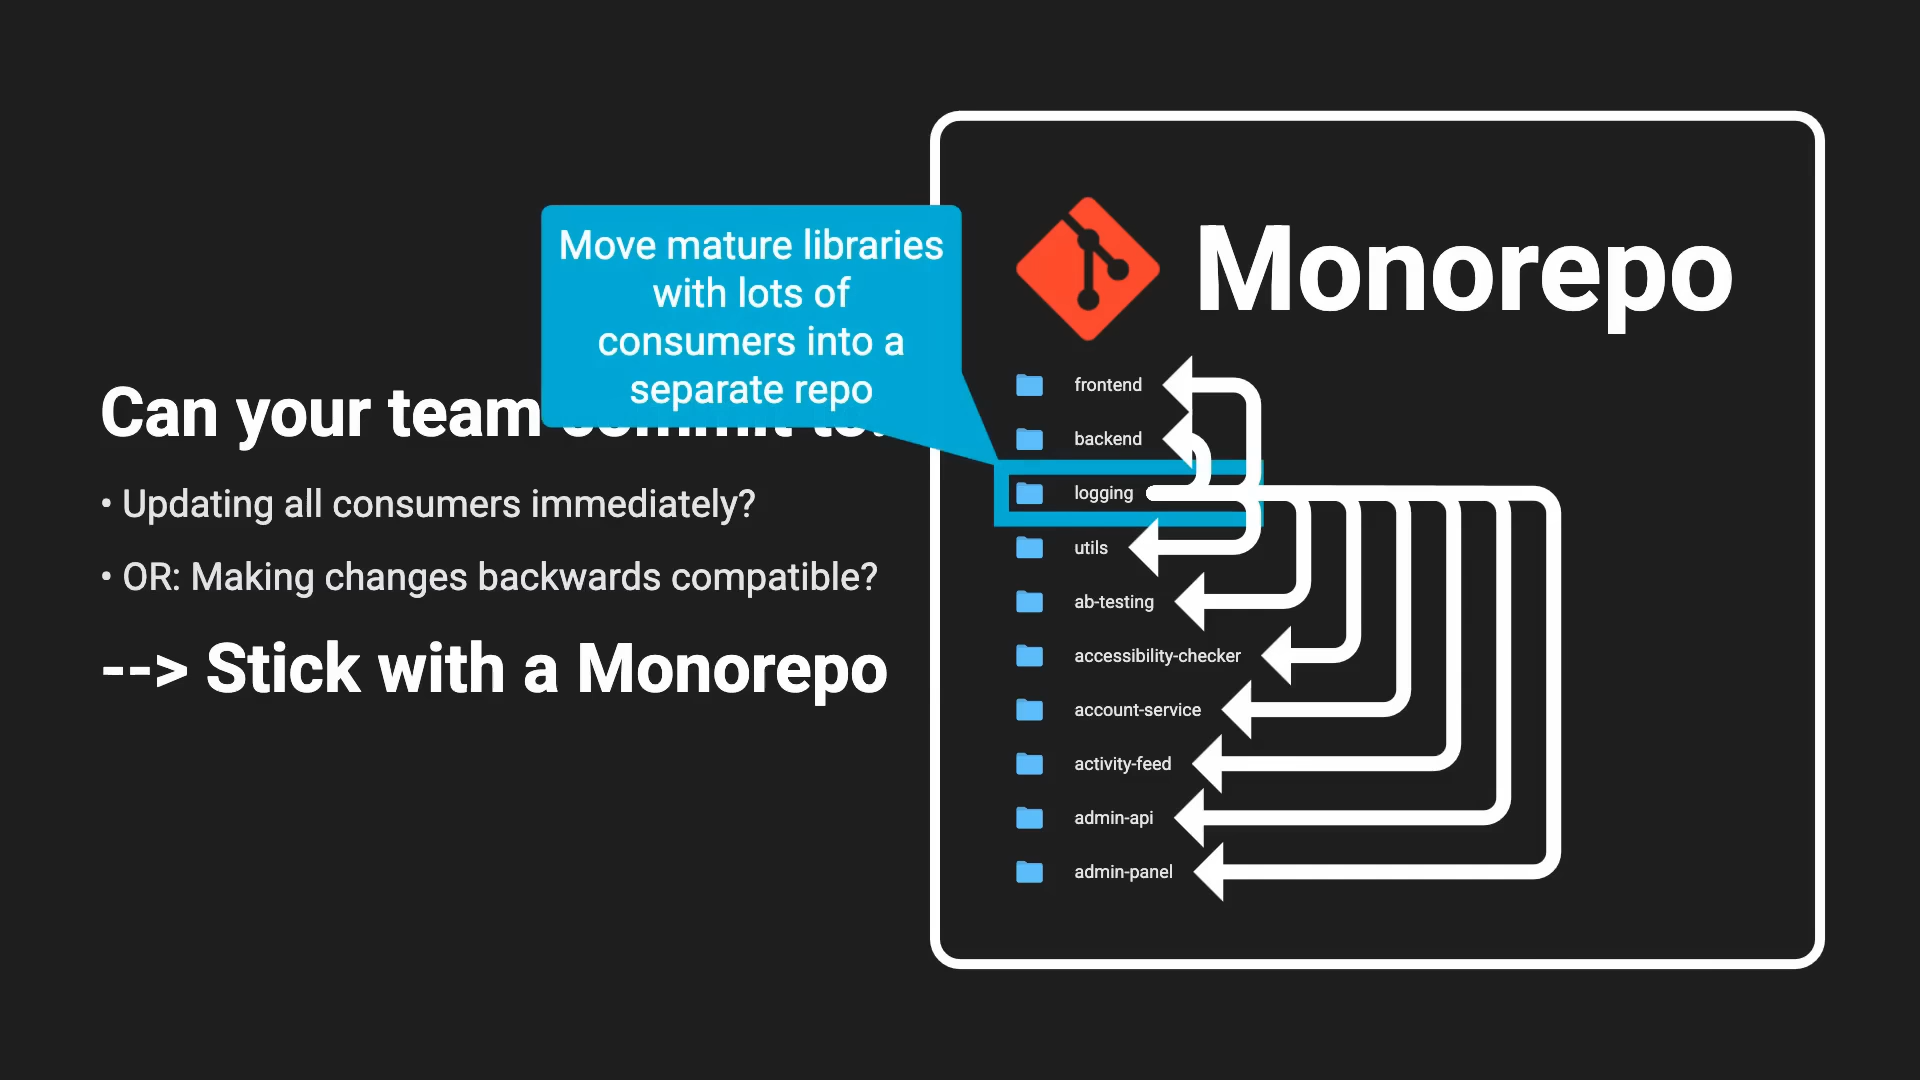 Monorepo
Move mature libraries
with lots of
consumers into a
separate repo
Can your team
• Updating all consumers immediately?
• OR: Making changes backwards compatible?
--> Stick with a Monorepo
frontend
backend
logging
utils
ab-testing
accessibility-checker
account-service
activity-feed
admin-api
admin-panel